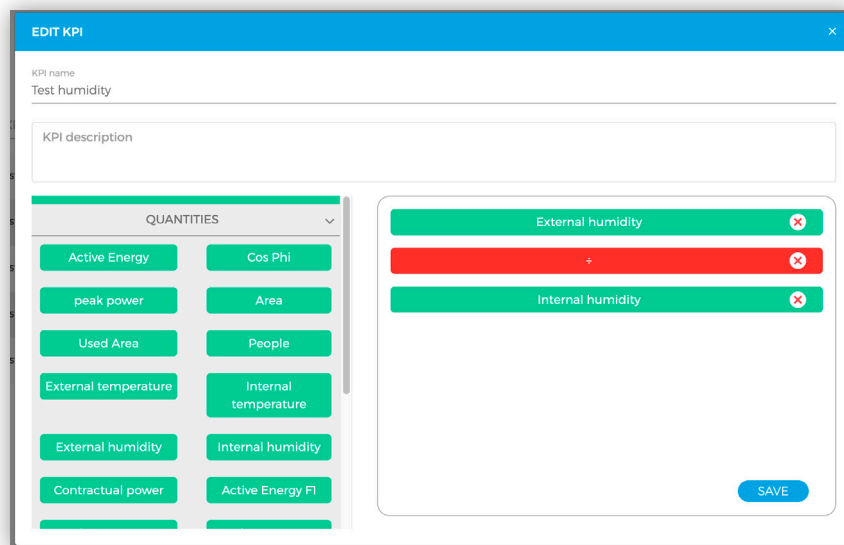 EDIT KPI
×
KPI name
Test humidity
KPI description
QUANTITIES
Active Energy
Cos Phi
peak power
Area
Used Area
People
External temperature
Internal
temperature
External humidity
Internal humidity
Contractual power
Active Energy F1
External humidity
÷
Internal humidity
SAVE